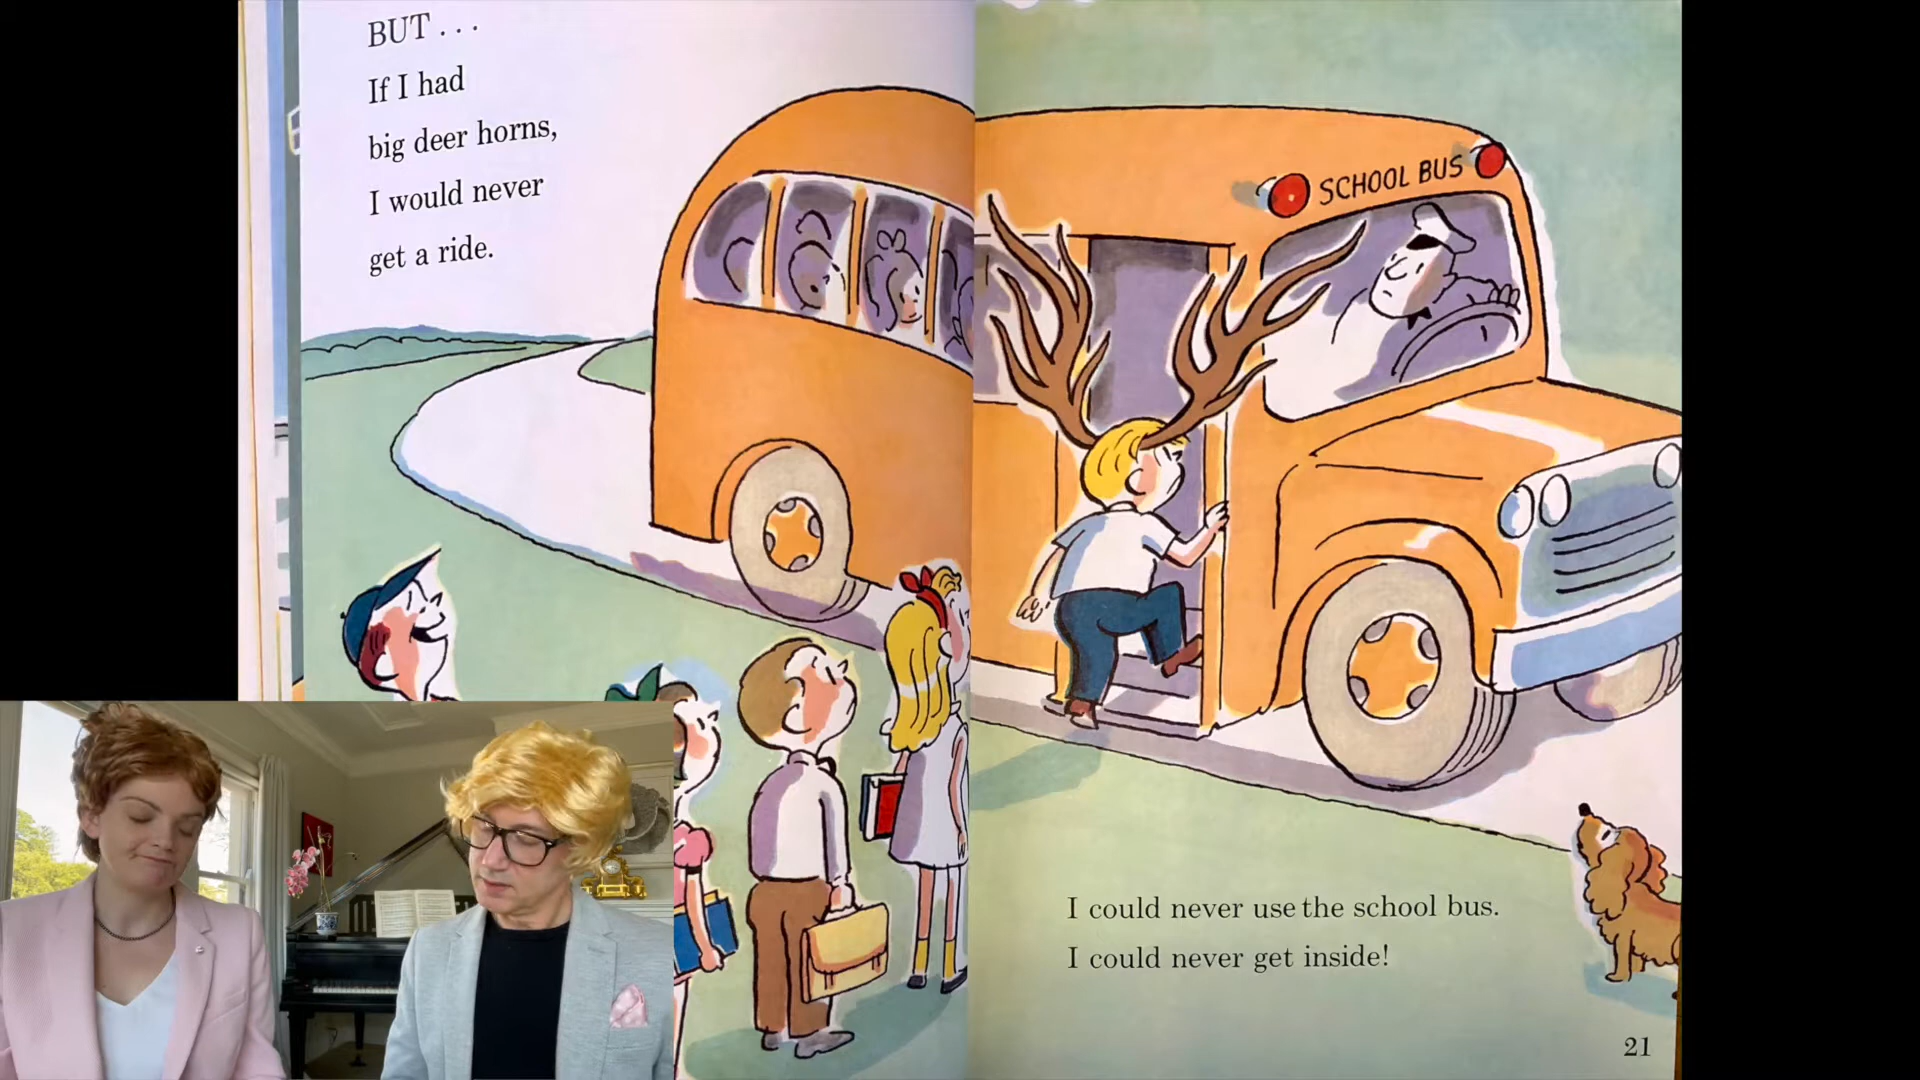 BUT . . .
If I had
big deer horns,
I would never
get a ride.
SCHOOL BUS
I could never use the school bus.
I could never get inside!
21